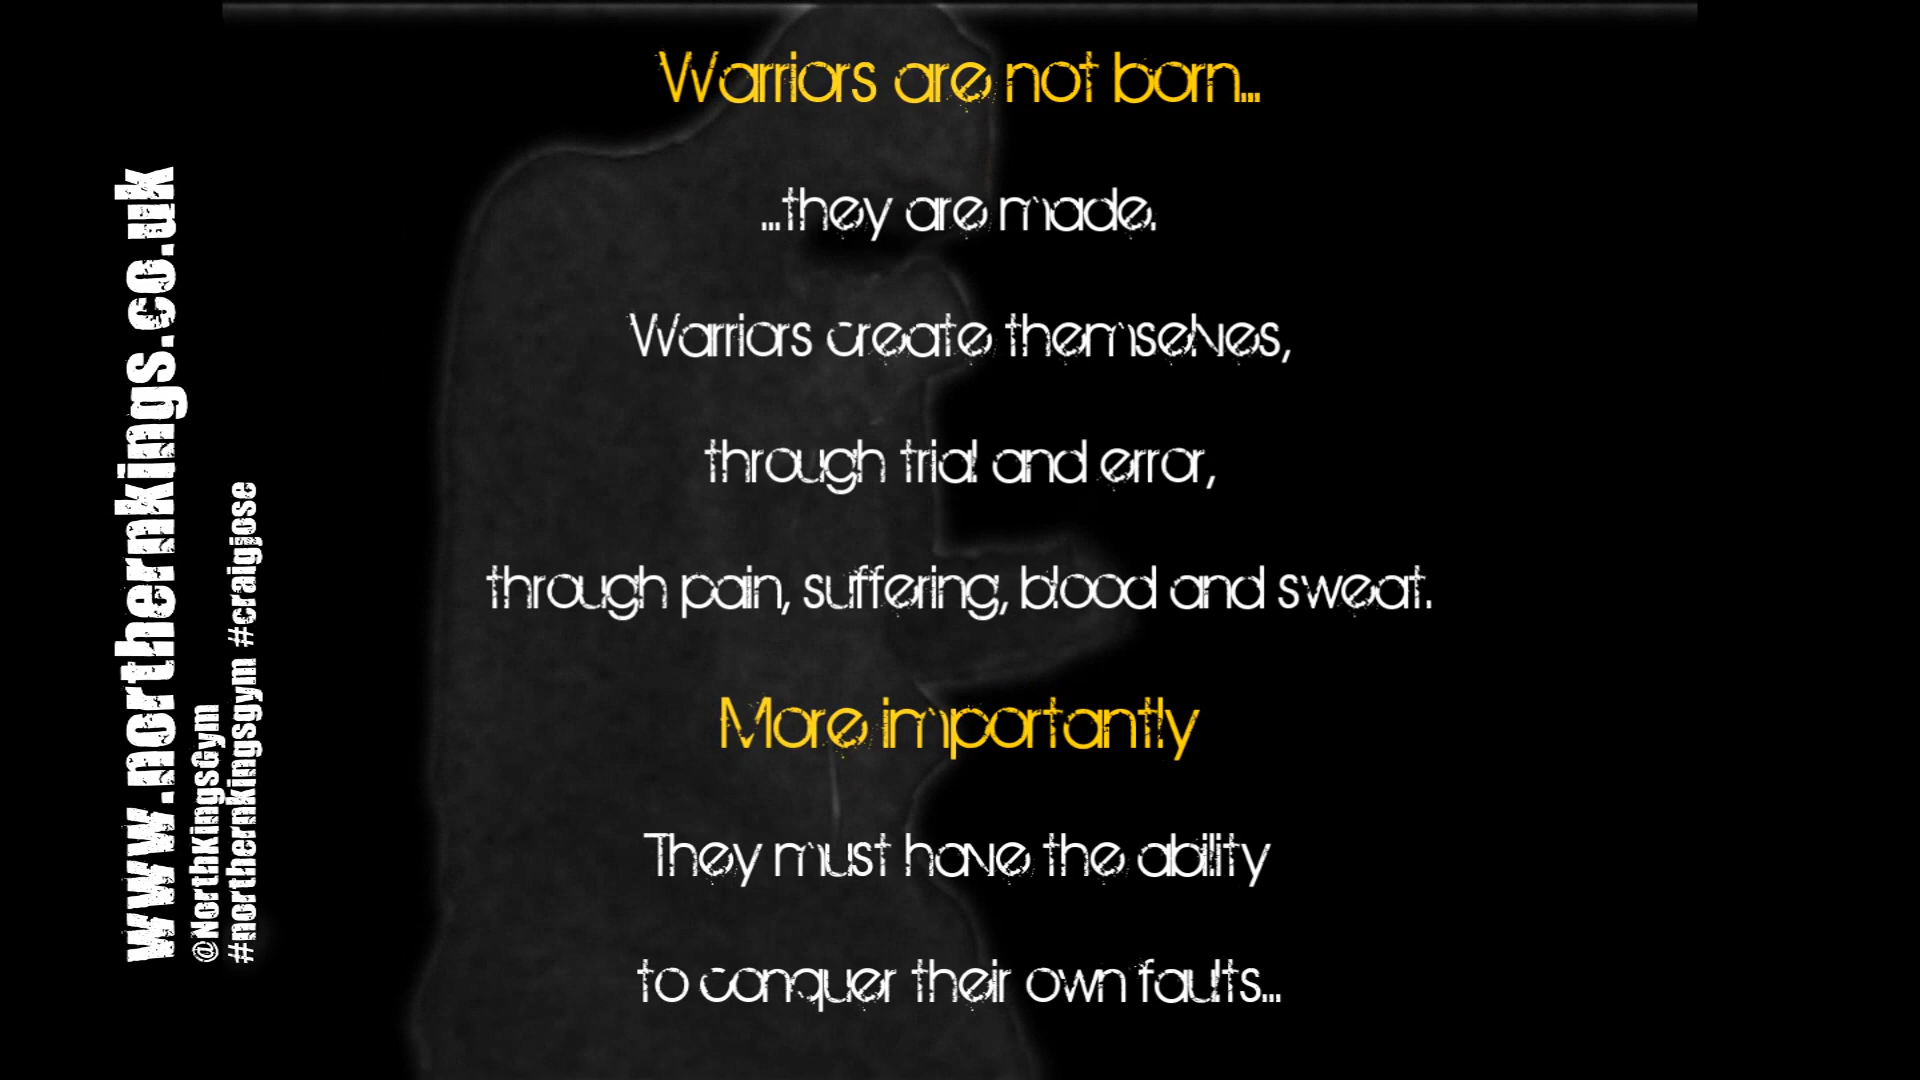 Warriors are not born...
...they are made.
Warriors create themselves,
through trial and error,
through pain, suffering, blood and sweat.
More importantly
They must have the ability
to conquer their own faults...
www.northernkings.co.uk
@NorthKingsGym
#northernkingsgym #craigjose